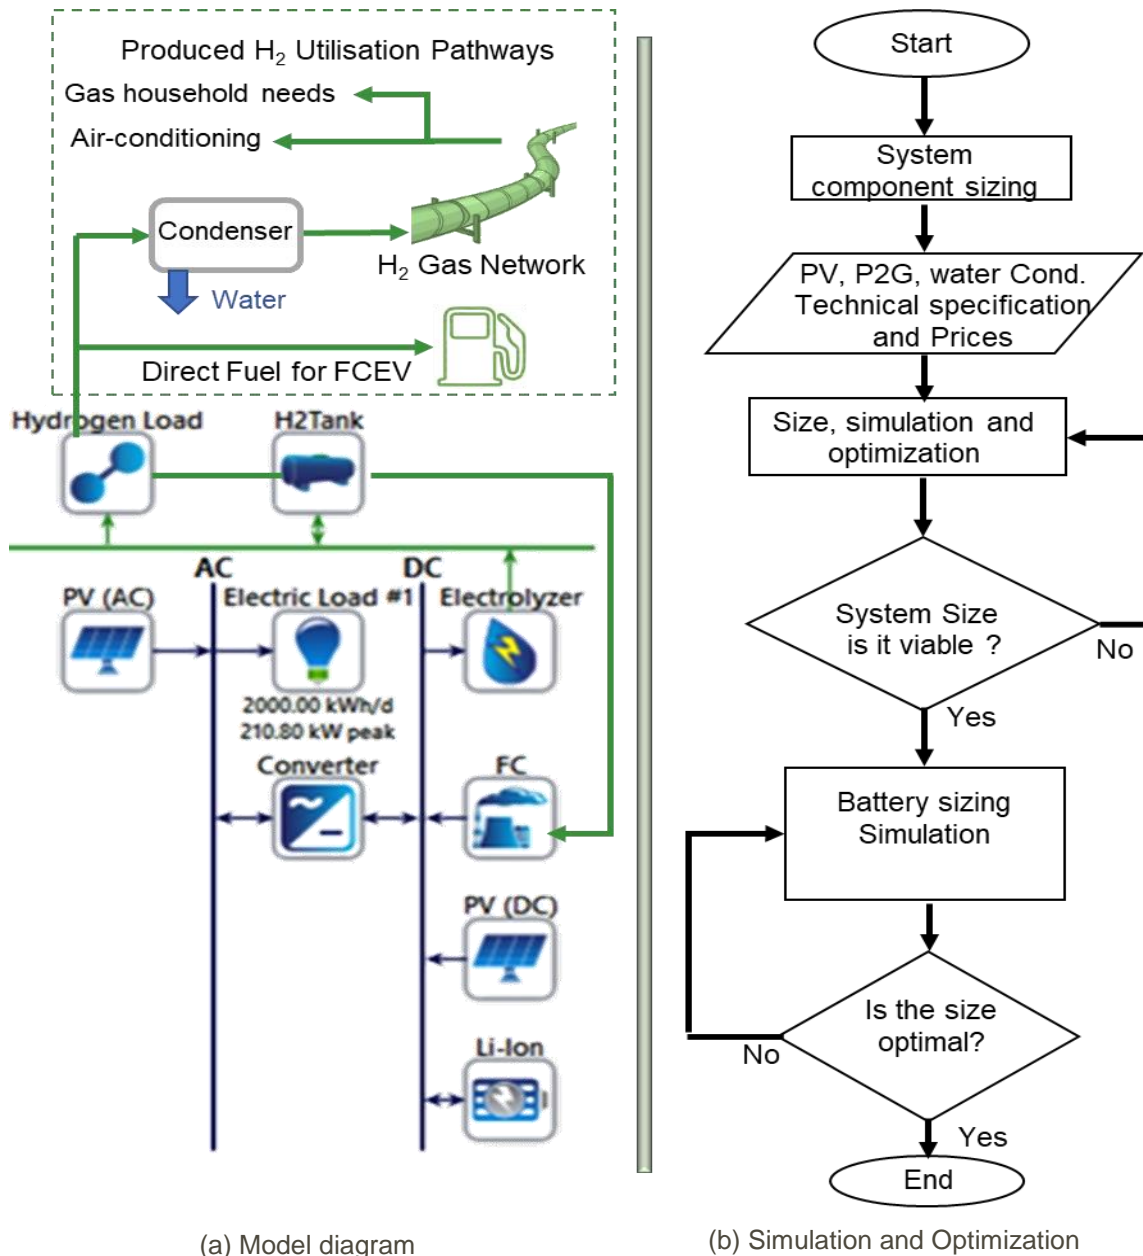 Produced H₂ Utilisation Pathways
Gas household needs
Air-conditioning
Condenser
H₂ Gas Network
Water
Direct Fuel for FCEV
Hydrogen Load
H2Tank
AC
DC
PV (AC)
Electric Load #1
Electrolyzer
2000.00 kWh/d
210.80 kW peak
Converter
FC
PV (DC)
Li-Ion
(a) Model diagram
Start
System
component sizing
PV, P2G, water Cond.
Technical specification
and Prices
Size, simulation and
optimization
System Size
is it viable ?
No
Yes
Battery sizing
Simulation
Is the size
optimal?
No
Yes
End
(b) Simulation and Optimization